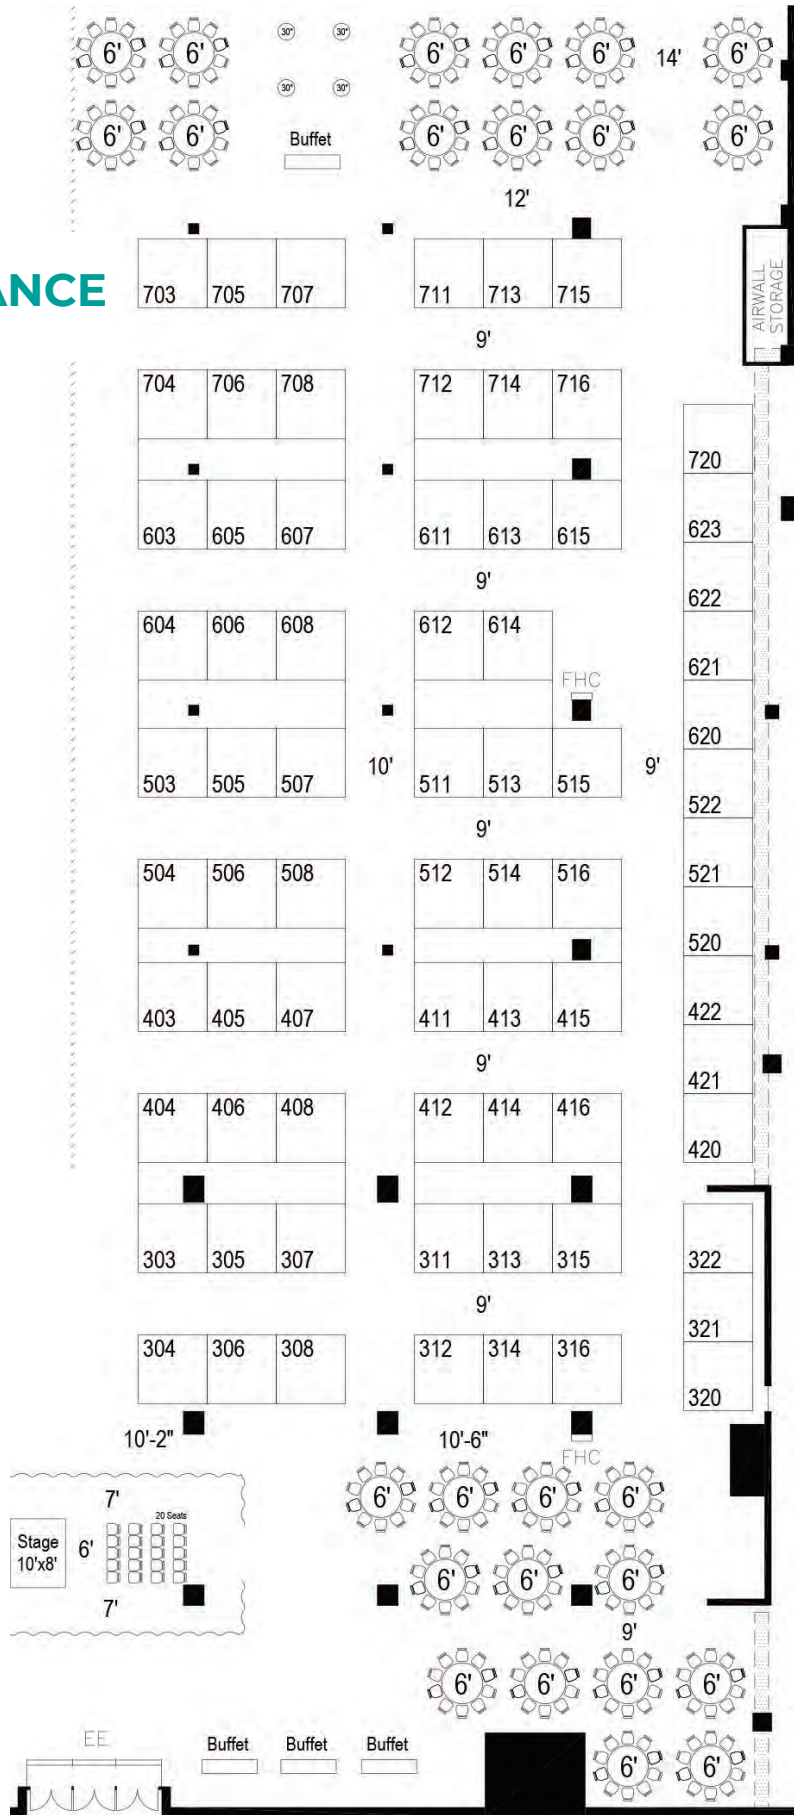 6' 6' 30" 30" 6' 6' 6' 14' 6'
30" 30"
6' 6' Buffet 6' 6' 6' 6'
12'
ANCE
AIRWALL STORAGE
703 705 707 711 713 715
9'
704 706 708 712 714 716
720
603 605 607 611 613 615 623
9'
622
604 606 608 612 614
621
FHC
620
503 505 507 10' 511 513 515 9'
522
9'
504 506 508 512 514 516 521
520
403 405 407 411 413 415 422
9'
421
404 406 408 412 414 416
420
303 305 307 311 313 315 322
9'
321
304 306 308 312 314 316
320
10'-2" 10'-6"
FHC
7' 6' 6' 6' 6'
20 Seats
Stage 6'
10'x8'
6' 6' 6'
7'
9'
6' 6' 6' 6'
EE Buffet Buffet Buffet
6' 6'